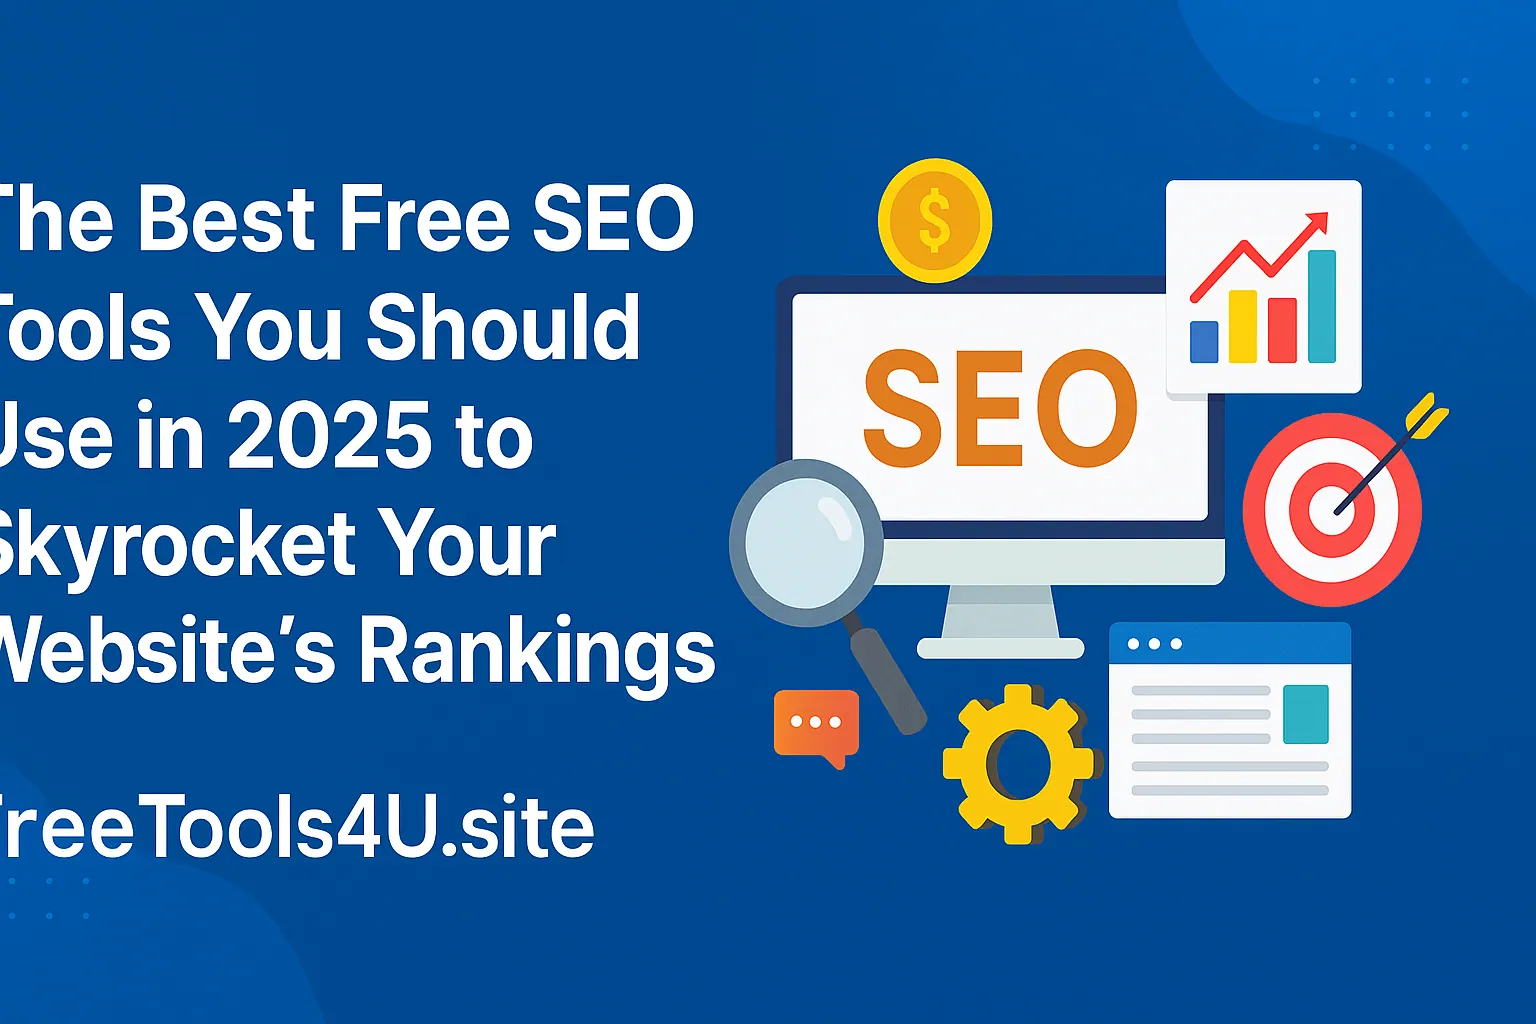 The Best Free SEO
Tools You Should
Use in 2025 to
Skyrocket Your
Website’s Rankings
FreeTools4U.site
SEO
$